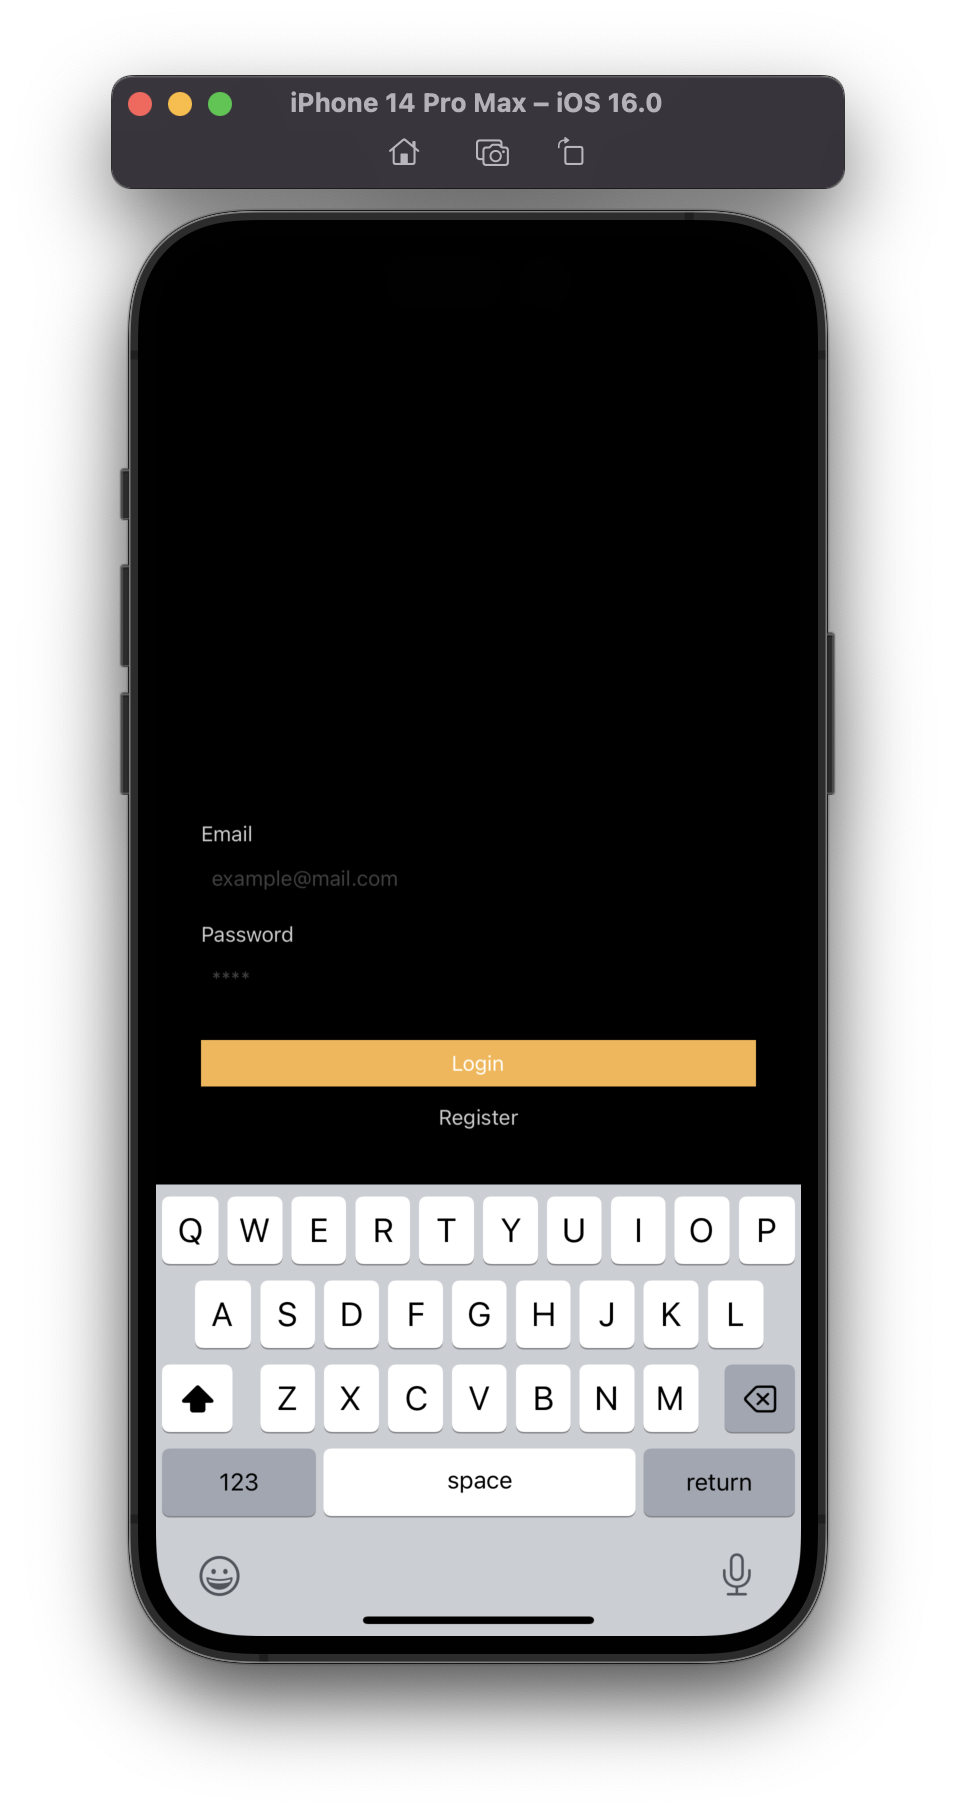 iPhone 14 Pro Max – iOS 16.0
Email
example@mail.com
Password
****
Login
Register
Q W E R T Y U I O P
A S D F G H J K L
Z X C V B N M
123 space return